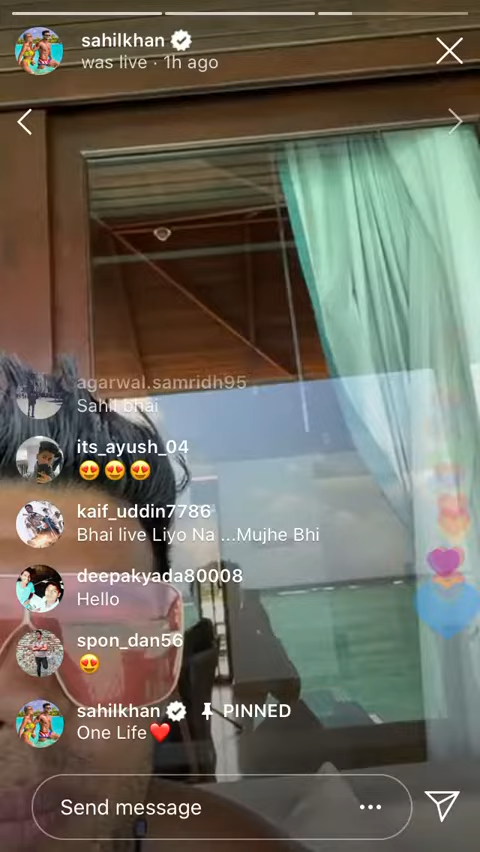 sahilkhan
was live · 1h ago
agarwal.samridh95
Sahil bhai
its_ayush_04
😍😍😍
kaif_uddin7786
Bhai live Liyo Na ...Mujhe Bhi
deepakyada80008
Hello
spon_dan56
😍
sahilkhan PINNED
One Life❤️
Send message